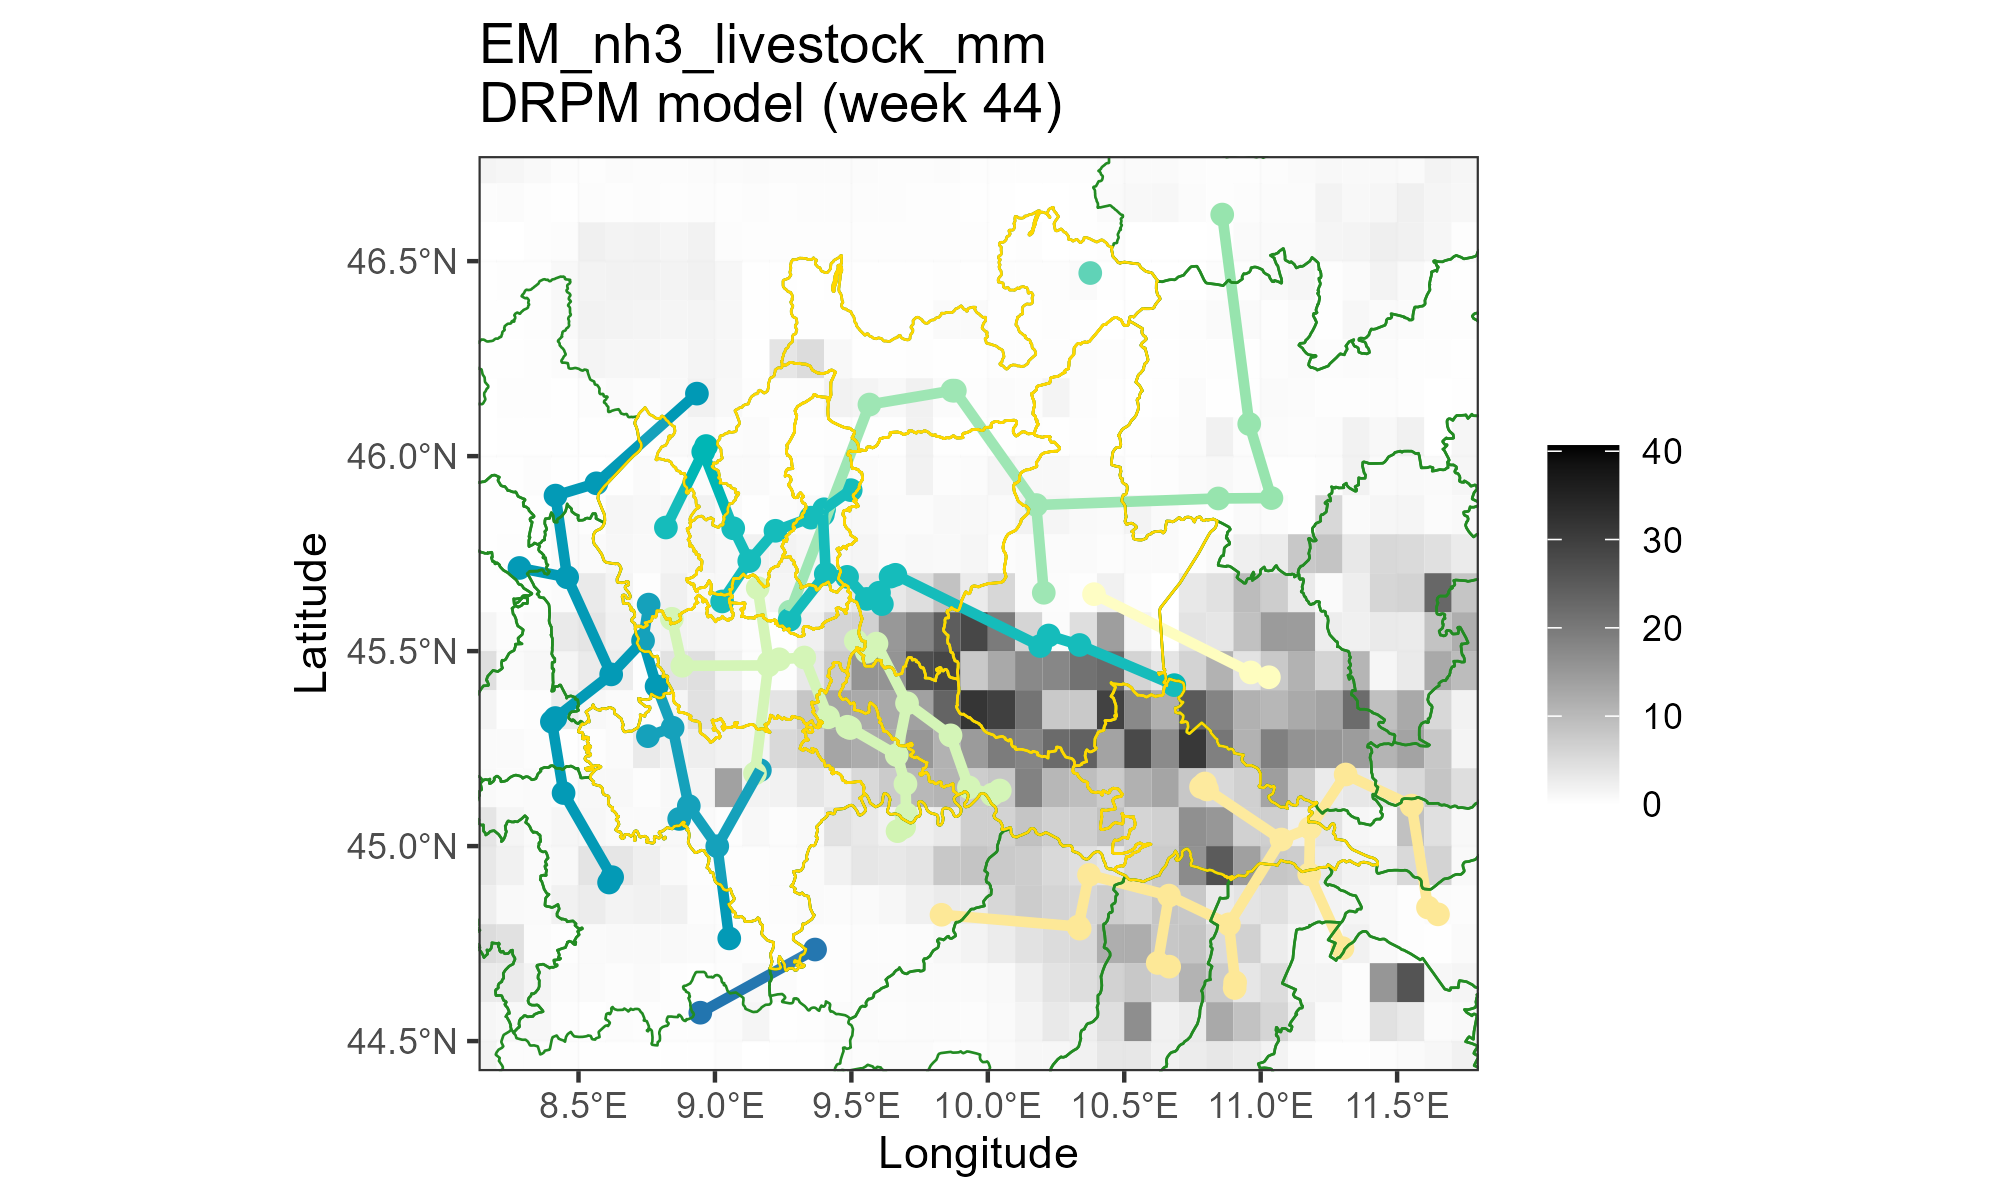 EM_nh3_livestock_mm
DRPM model (week 44)
46.5°N
46.0°N
45.5°N
45.0°N
44.5°N
Latitude
8.5°E 9.0°E 9.5°E 10.0°E 10.5°E 11.0°E 11.5°E
Longitude
40
30
20
10
0